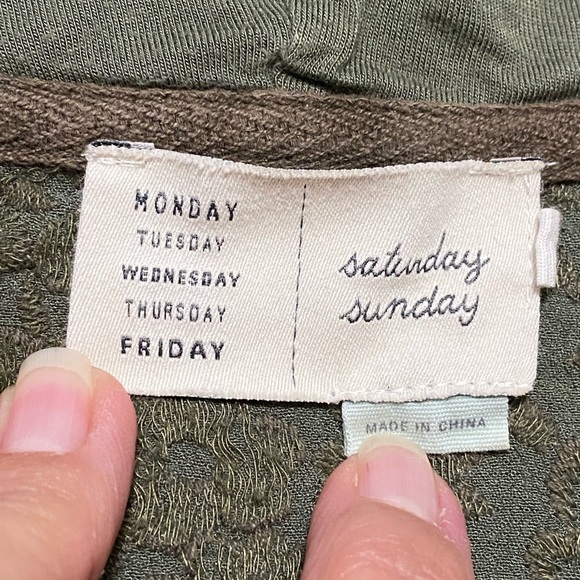 MONDAY
TUESDAY
WEDNESDAY
THURSDAY
FRIDAY
saturday
sunday
MADE IN CHINA